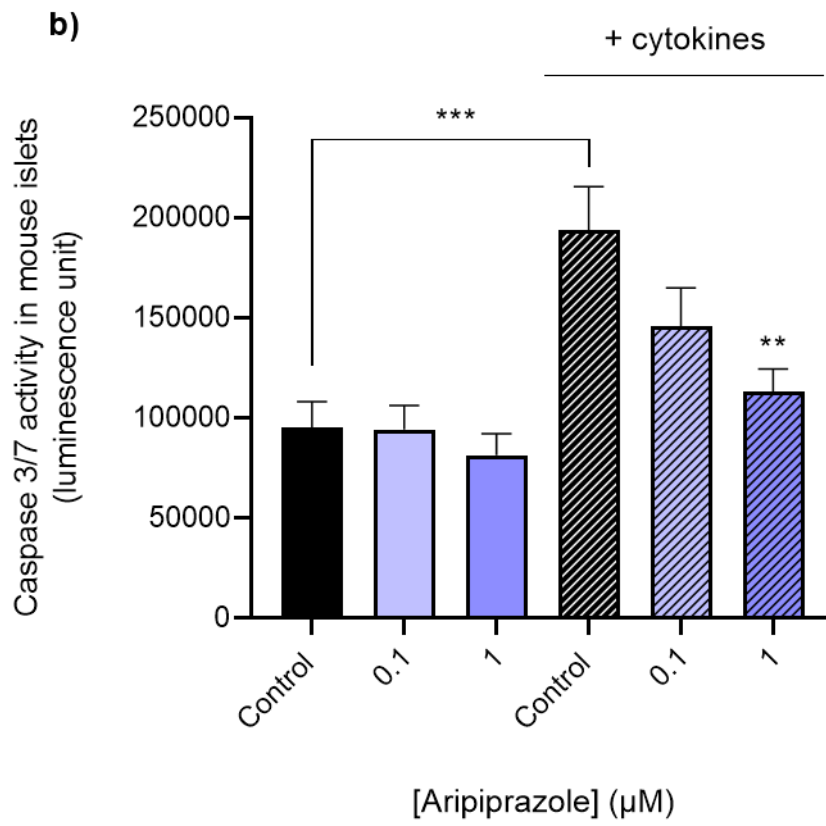 b)
+ cytokines
Caspase 3/7 activity in mouse islets
(luminescence unit)
250000
200000
150000
100000
50000
0
***
**
Control
0.1
1
Control
0.1
1
[Aripiprazole] (µM)